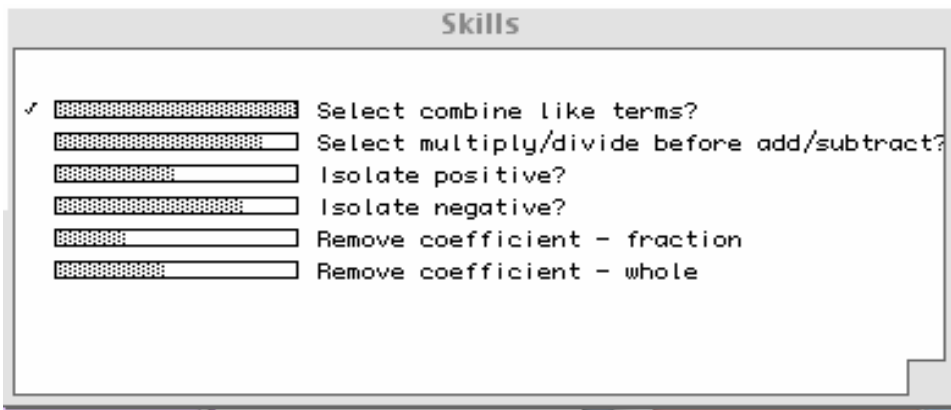 Skills
✓ Select combine like terms?
Select multiply/divide before add/subtract?
Isolate positive?
Isolate negative?
Remove coefficient - fraction
Remove coefficient - whole